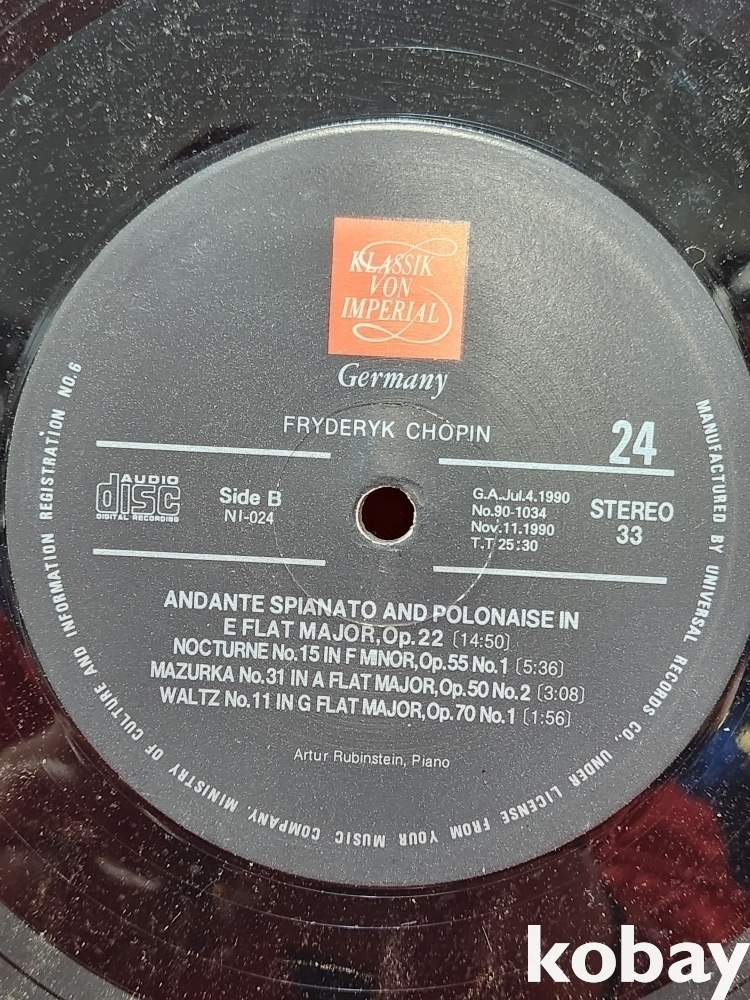 KLASSIK
VON
IMPERIAL
Germany
FRYDERYK CHOPIN
24
disc
AUDIO
DIGITAL RECORDING
Side B
NI-024
G.A.Jul.4.1990
No.90-1034
Nov.11.1990
T.T 25:30
STEREO
33
ANDANTE SPIANATO AND POLONAISE IN
E FLAT MAJOR,Op.22 (14:50)
NOCTURNE No.15 IN F MINOR,Op.55 No.1 (5:36)
MAZURKA No.31 IN A FLAT MAJOR,Op.50 No.2 (3:08)
WALTZ No.11 IN G FLAT MAJOR,Op.70 No.1 (1:56)
Artur Rubinstein, Piano
MANUFACTURED BY UNIVERSAL RECORDS CO., UNDER LICENSE FROM YOUR MUSIC COMPANY. MINISTRY OF CULTURE AND INFORMATION REGISTRATION NO.6
kobay